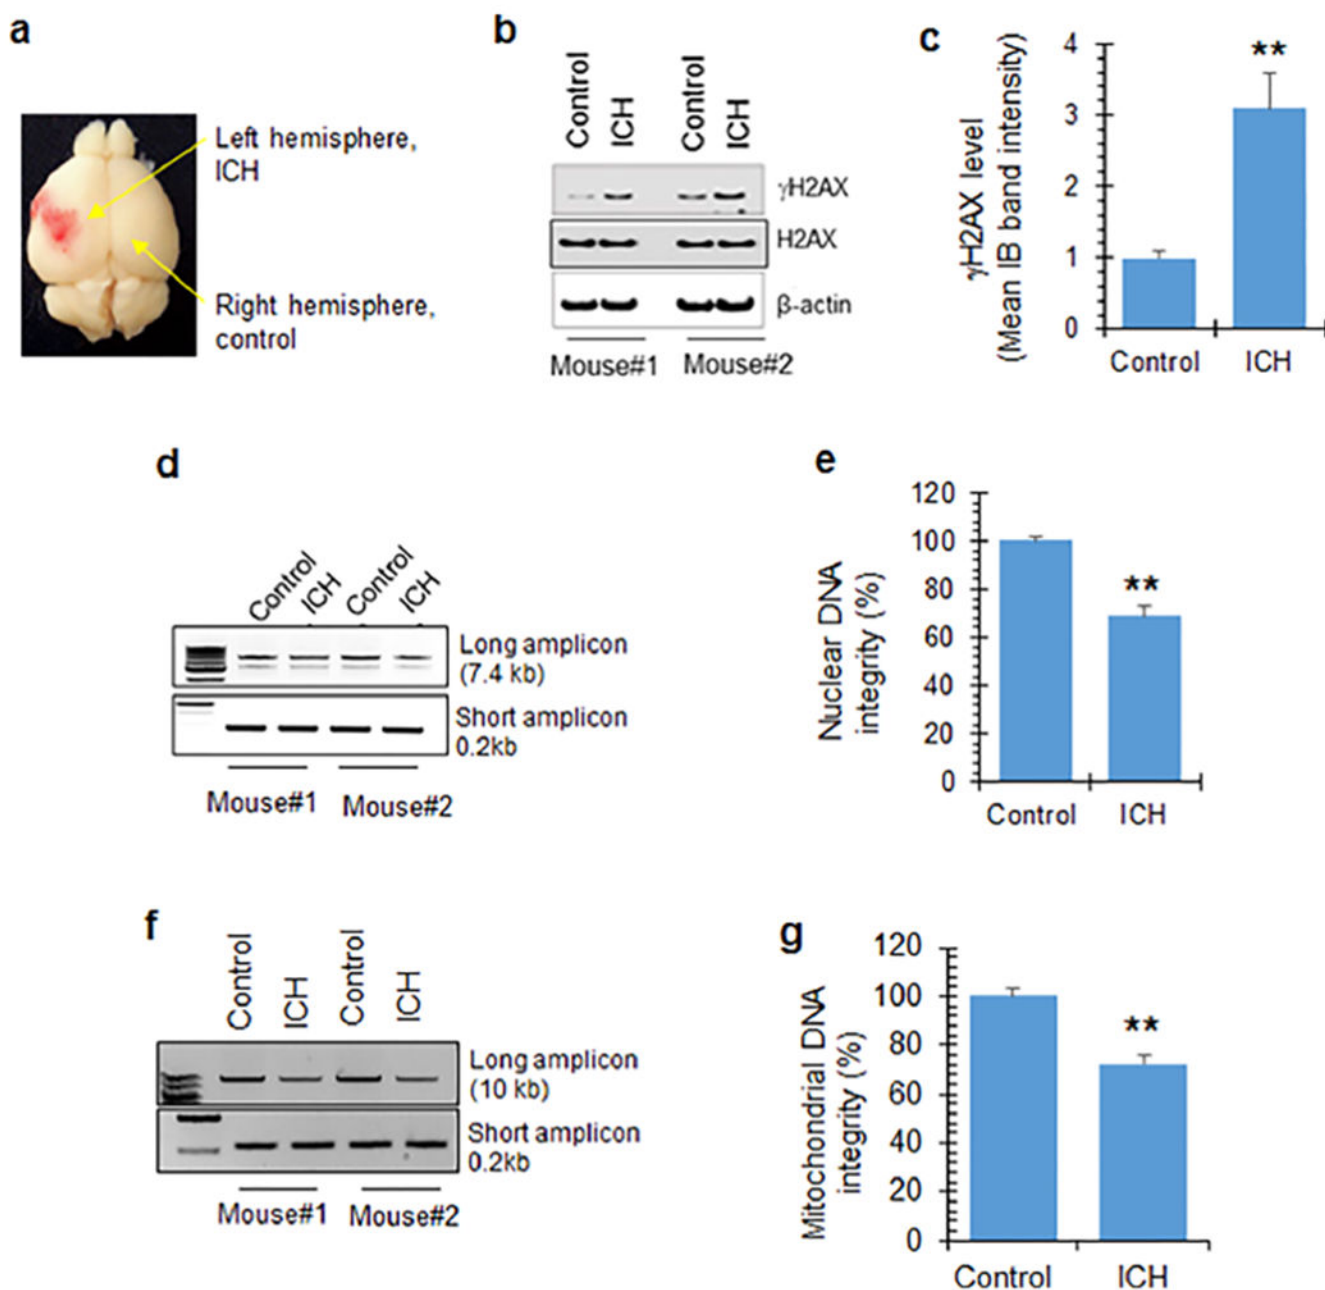 a
Left hemisphere,
ICH
Right hemisphere,
control
b
Control
ICH
Control
ICH
γH2AX
H2AX
β-actin
Mouse#1
Mouse#2
c
γH2AX level
(Mean IB band intensity)
4
3
2
1
0
**
Control
ICH
d
Control
ICH
Control
ICH
Long amplicon
(7.4 kb)
Short amplicon
0.2kb
Mouse#1
Mouse#2
e
Nuclear DNA
integrity (%)
120
100
80
60
40
20
0
**
Control
ICH
f
Control
ICH
Control
ICH
Long amplicon
(10 kb)
Short amplicon
0.2kb
Mouse#1
Mouse#2
g
Mitochondrial DNA
integrity (%)
120
100
80
60
40
20
0
**
Control
ICH